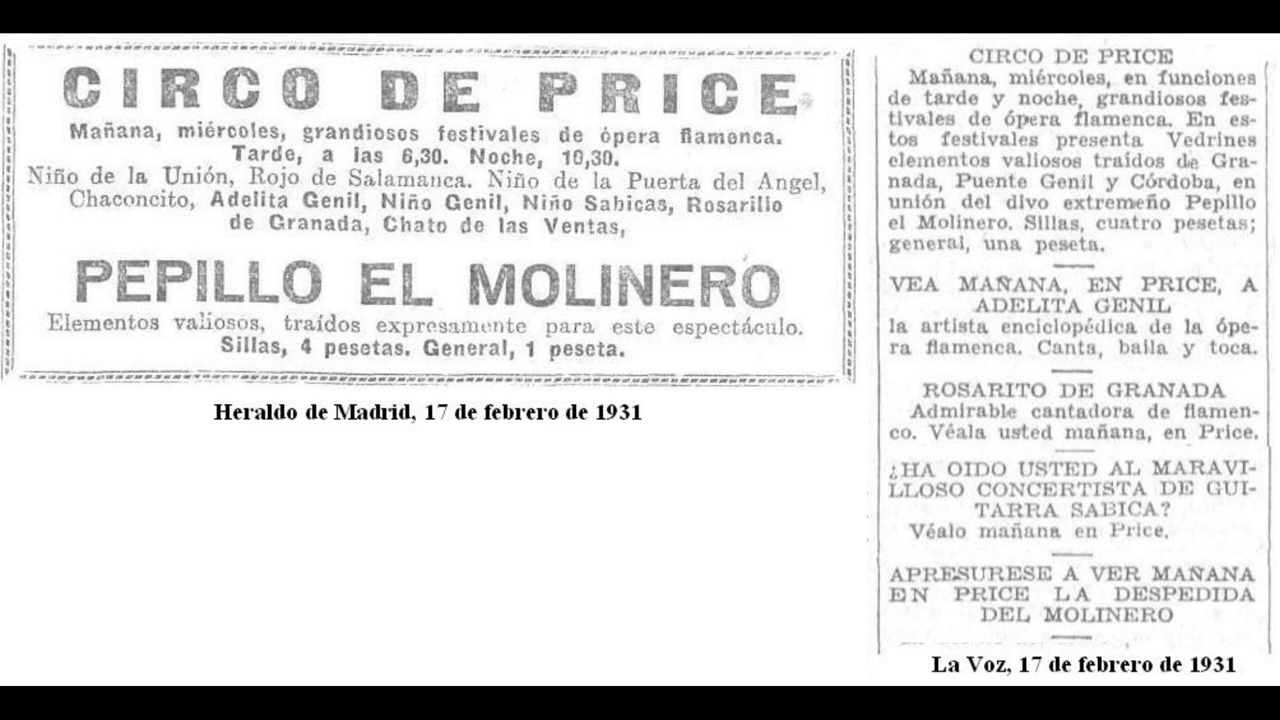 CIRCO DE PRICE
Mañana, miércoles, grandiosos festivales de ópera flamenca.
Tarde, a las 6,30. Noche, 10,30.
Niño de la Unión, Rojo de Salamanca. Niño de la Puerta del Angel,
Chaconcito, Adelita Genil, Niño Genil, Niño Sabicas, Rosarillo
de Granada, Chato de las Ventas,
PEPILLO EL MOLINERO
Elementos valiosos, traídos expresamente para este espectáculo.
Sillas, 4 pesetas. General, 1 peseta.
Heraldo de Madrid, 17 de febrero de 1931
CIRCO DE PRICE
Mañana, miércoles, en funciones
de tarde y noche, grandiosos fes-
tivales de ópera flamenca. En es-
tos festivales presenta Vedrines
elementos valiosos traídos de Gra-
nada, Puente Genil y Córdoba, en
unión del divo extremeño Pepillo
el Molinero. Sillas, cuatro pesetas;
general, una peseta.
VEA MAÑANA, EN PRICE, A
ADELITA GENIL
la artista enciclopédica de la ópe-
ra flamenca. Canta, baila y toca.
ROSARITO DE GRANADA
Admirable cantadora de flamen-
co. Véala usted mañana, en Price.
¿HA OIDO USTED AL MARAVI-
LLOSO CONCERTISTA DE GUI-
TARRA SABICA?
Véalo mañana en Price.
APRESURESE A VER MAÑANA
EN PRICE LA DESPEDIDA
DEL MOLINERO
La Voz, 17 de febrero de 1931